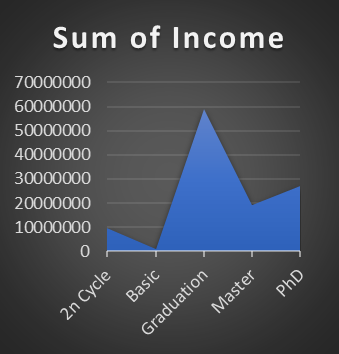 Sum of Income
70000000
60000000
50000000
40000000
30000000
20000000
10000000
0
2n Cycle
Basic
Graduation
Master
PhD